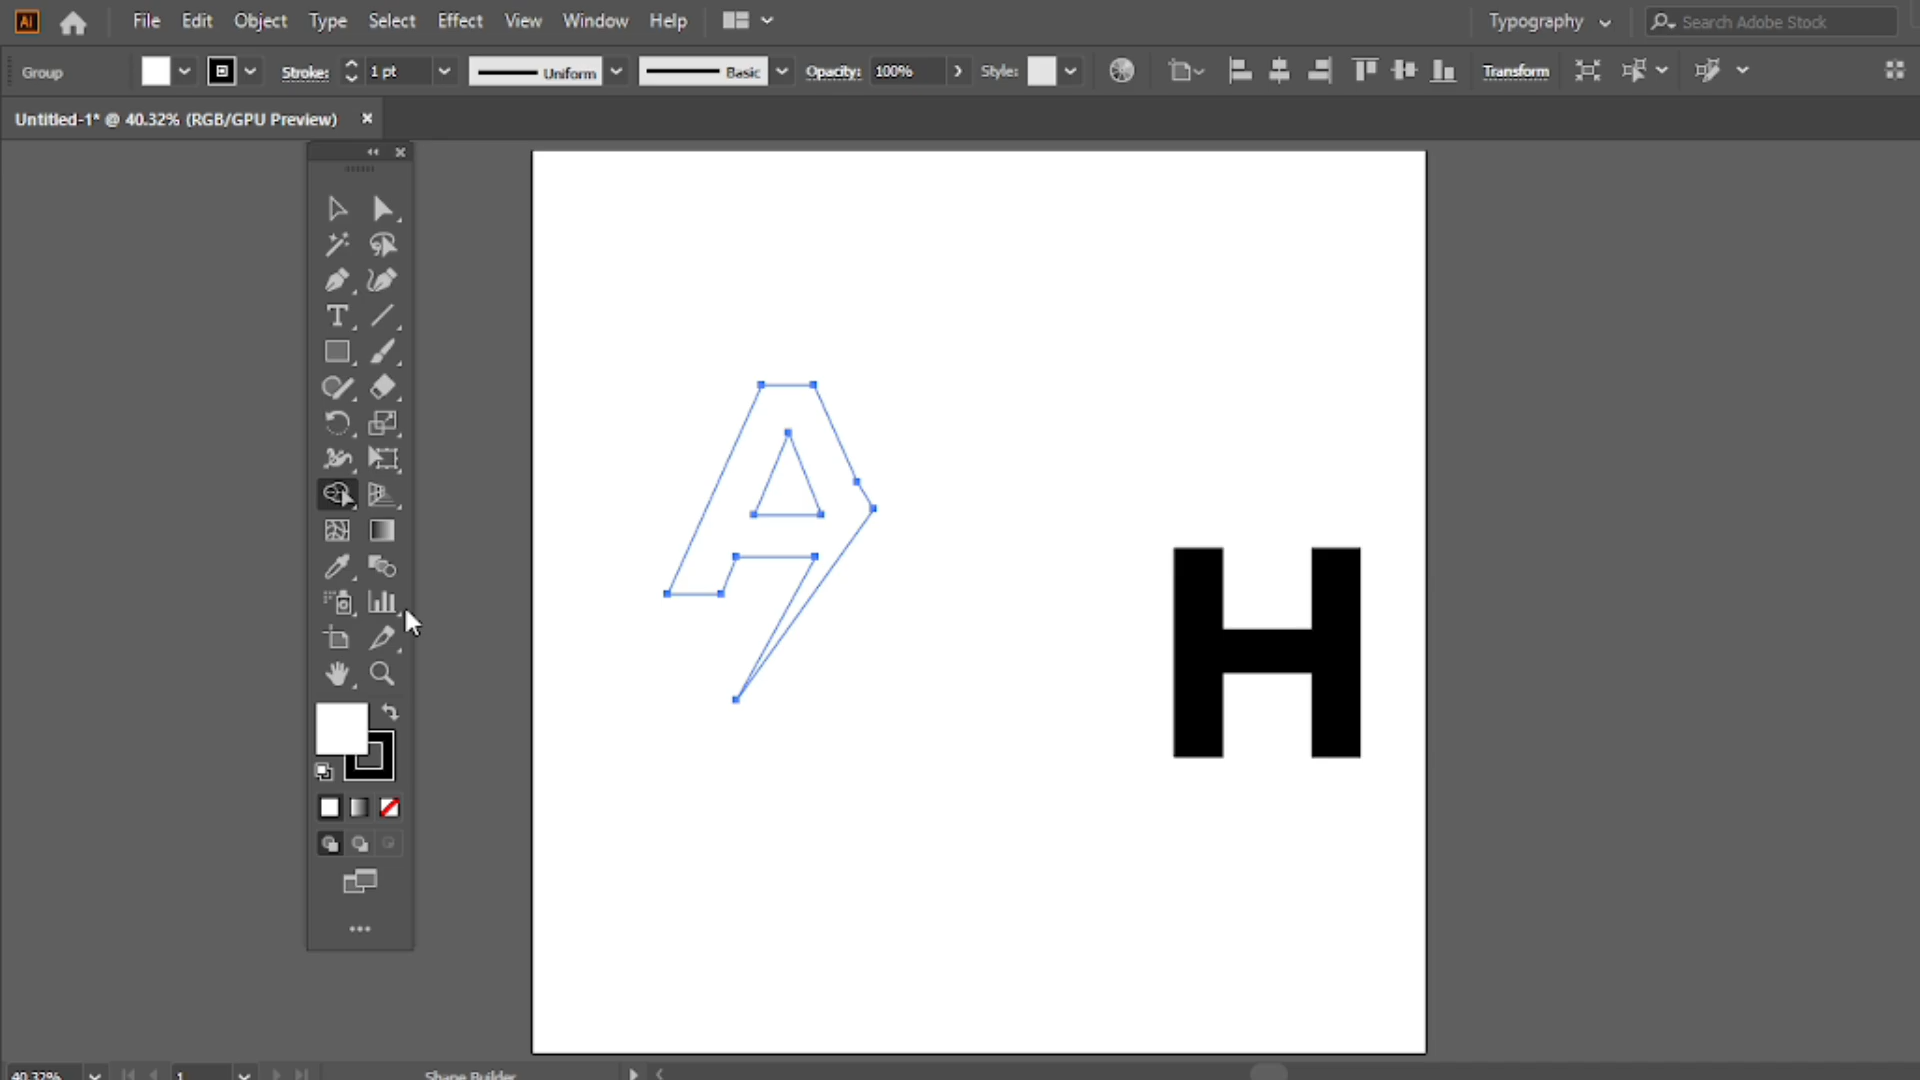 Ai File Edit Object Type Select Effect View Window Help Typography Search Adobe Stock
Group Stroke: 1 pt Uniform Basic Opacity: 100% Style: Transform
Untitled-1* @ 40.32% (RGB/GPU Preview) ×
T
A
H
40.32% 1 Shape Builder